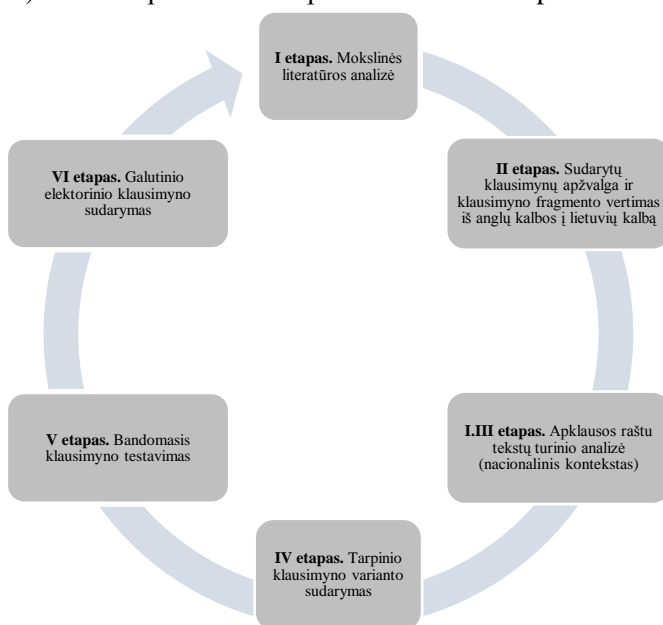 I etapas. Mokslinės
literatūros analizė
II etapas. Sudarytų
klausimynų apžvalga ir
klausimyno fragmento vertimas
iš anglų kalbos į lietuvių kalbą
I.III etapas. Apklausos raštu
tekstų turinio analizė
(nacionalinis kontekstas)
IV etapas. Tarpinio
klausimyno varianto
sudarymas
V etapas. Bandomasis
klausimyno testavimas
VI etapas. Galutinio
elektorinio klausimyno
sudarymas